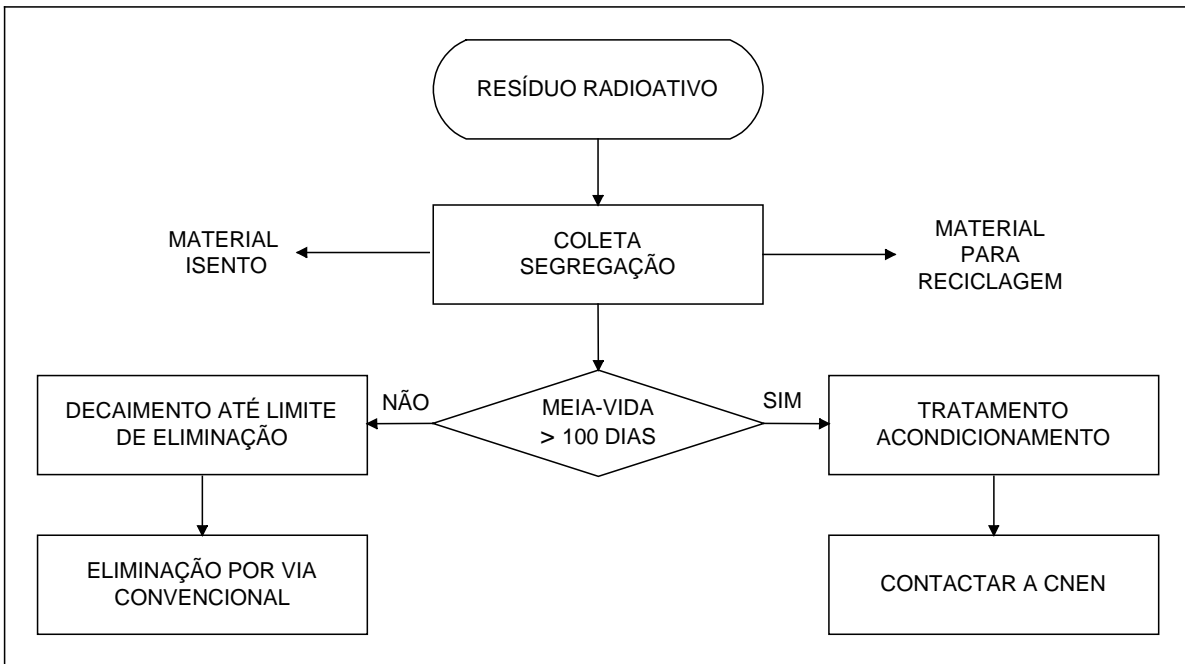 RESÍDUO RADIOATIVO
MATERIAL
ISENTO
COLETA
SEGREGAÇÃO
MATERIAL
PARA
RECICLAGEM
DECAIMENTO ATÉ LIMITE
DE ELIMINAÇÃO
NÃO
MEIA-VIDA
> 100 DIAS
SIM
TRATAMENTO
ACONDICIONAMENTO
ELIMINAÇÃO POR VIA
CONVENCIONAL
CONTACTAR A CNEN